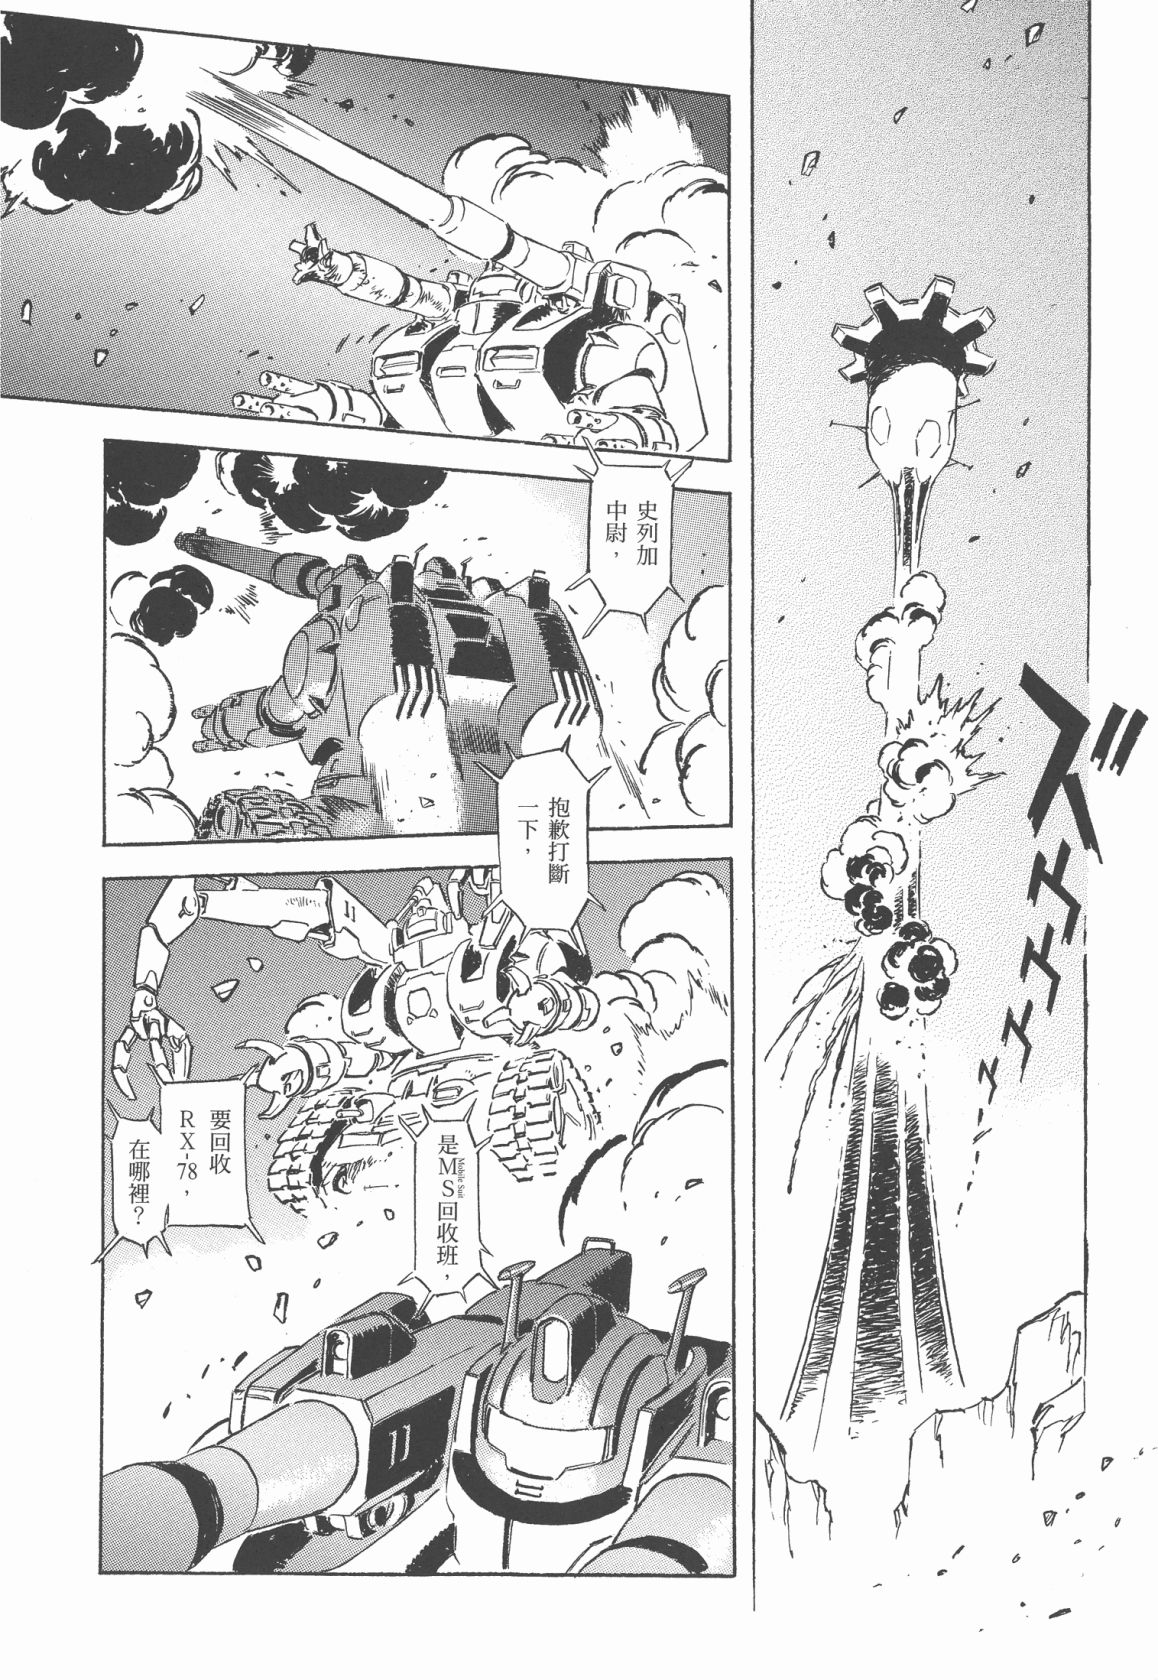 ズズズズズ…
史列加
中尉，
抱歉打斷
一下，
是MS回收班，
Mobile Suit
要回收
RX-78，
在哪裡？